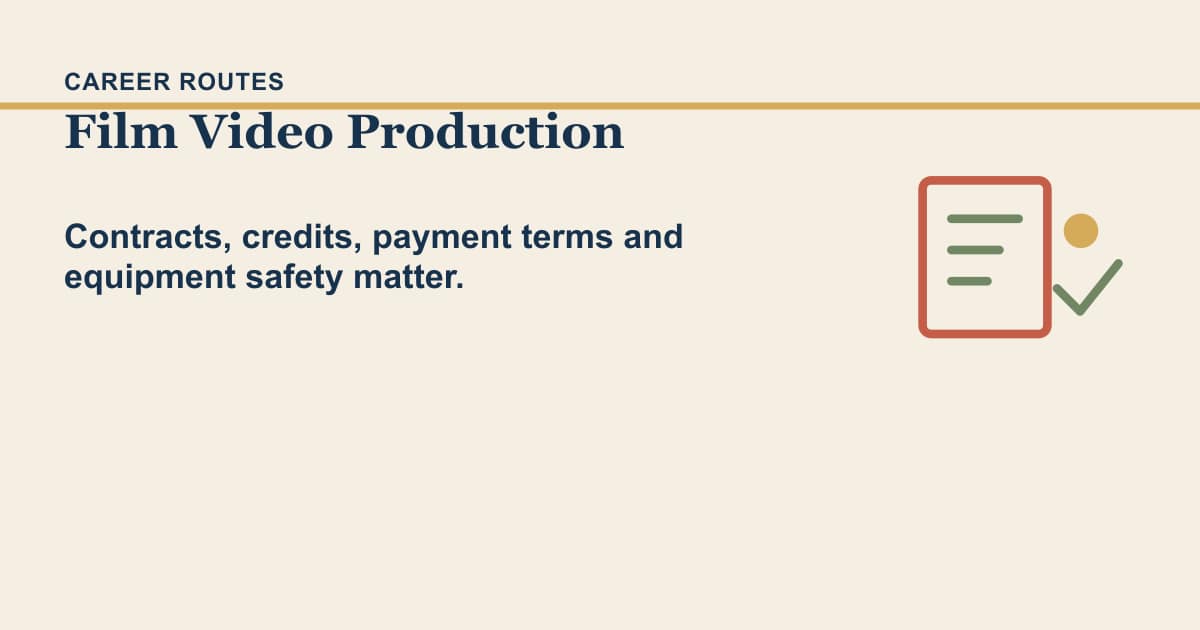 CAREER ROUTES
Film Video Production
Contracts, credits, payment terms and
equipment safety matter.